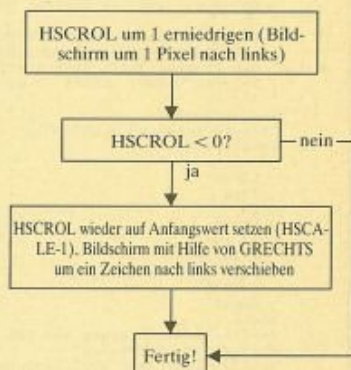 HSCROL um 1 erniedrigen (Bild-
schirm um 1 Pixel nach links)
HSCROL < 0?
nein
ja
HSCROL wieder auf Anfangswert setzen (HSCA-
LE-1), Bildschirm mit Hilfe von GRECHTS
um ein Zeichen nach links verschieben
Fertig!